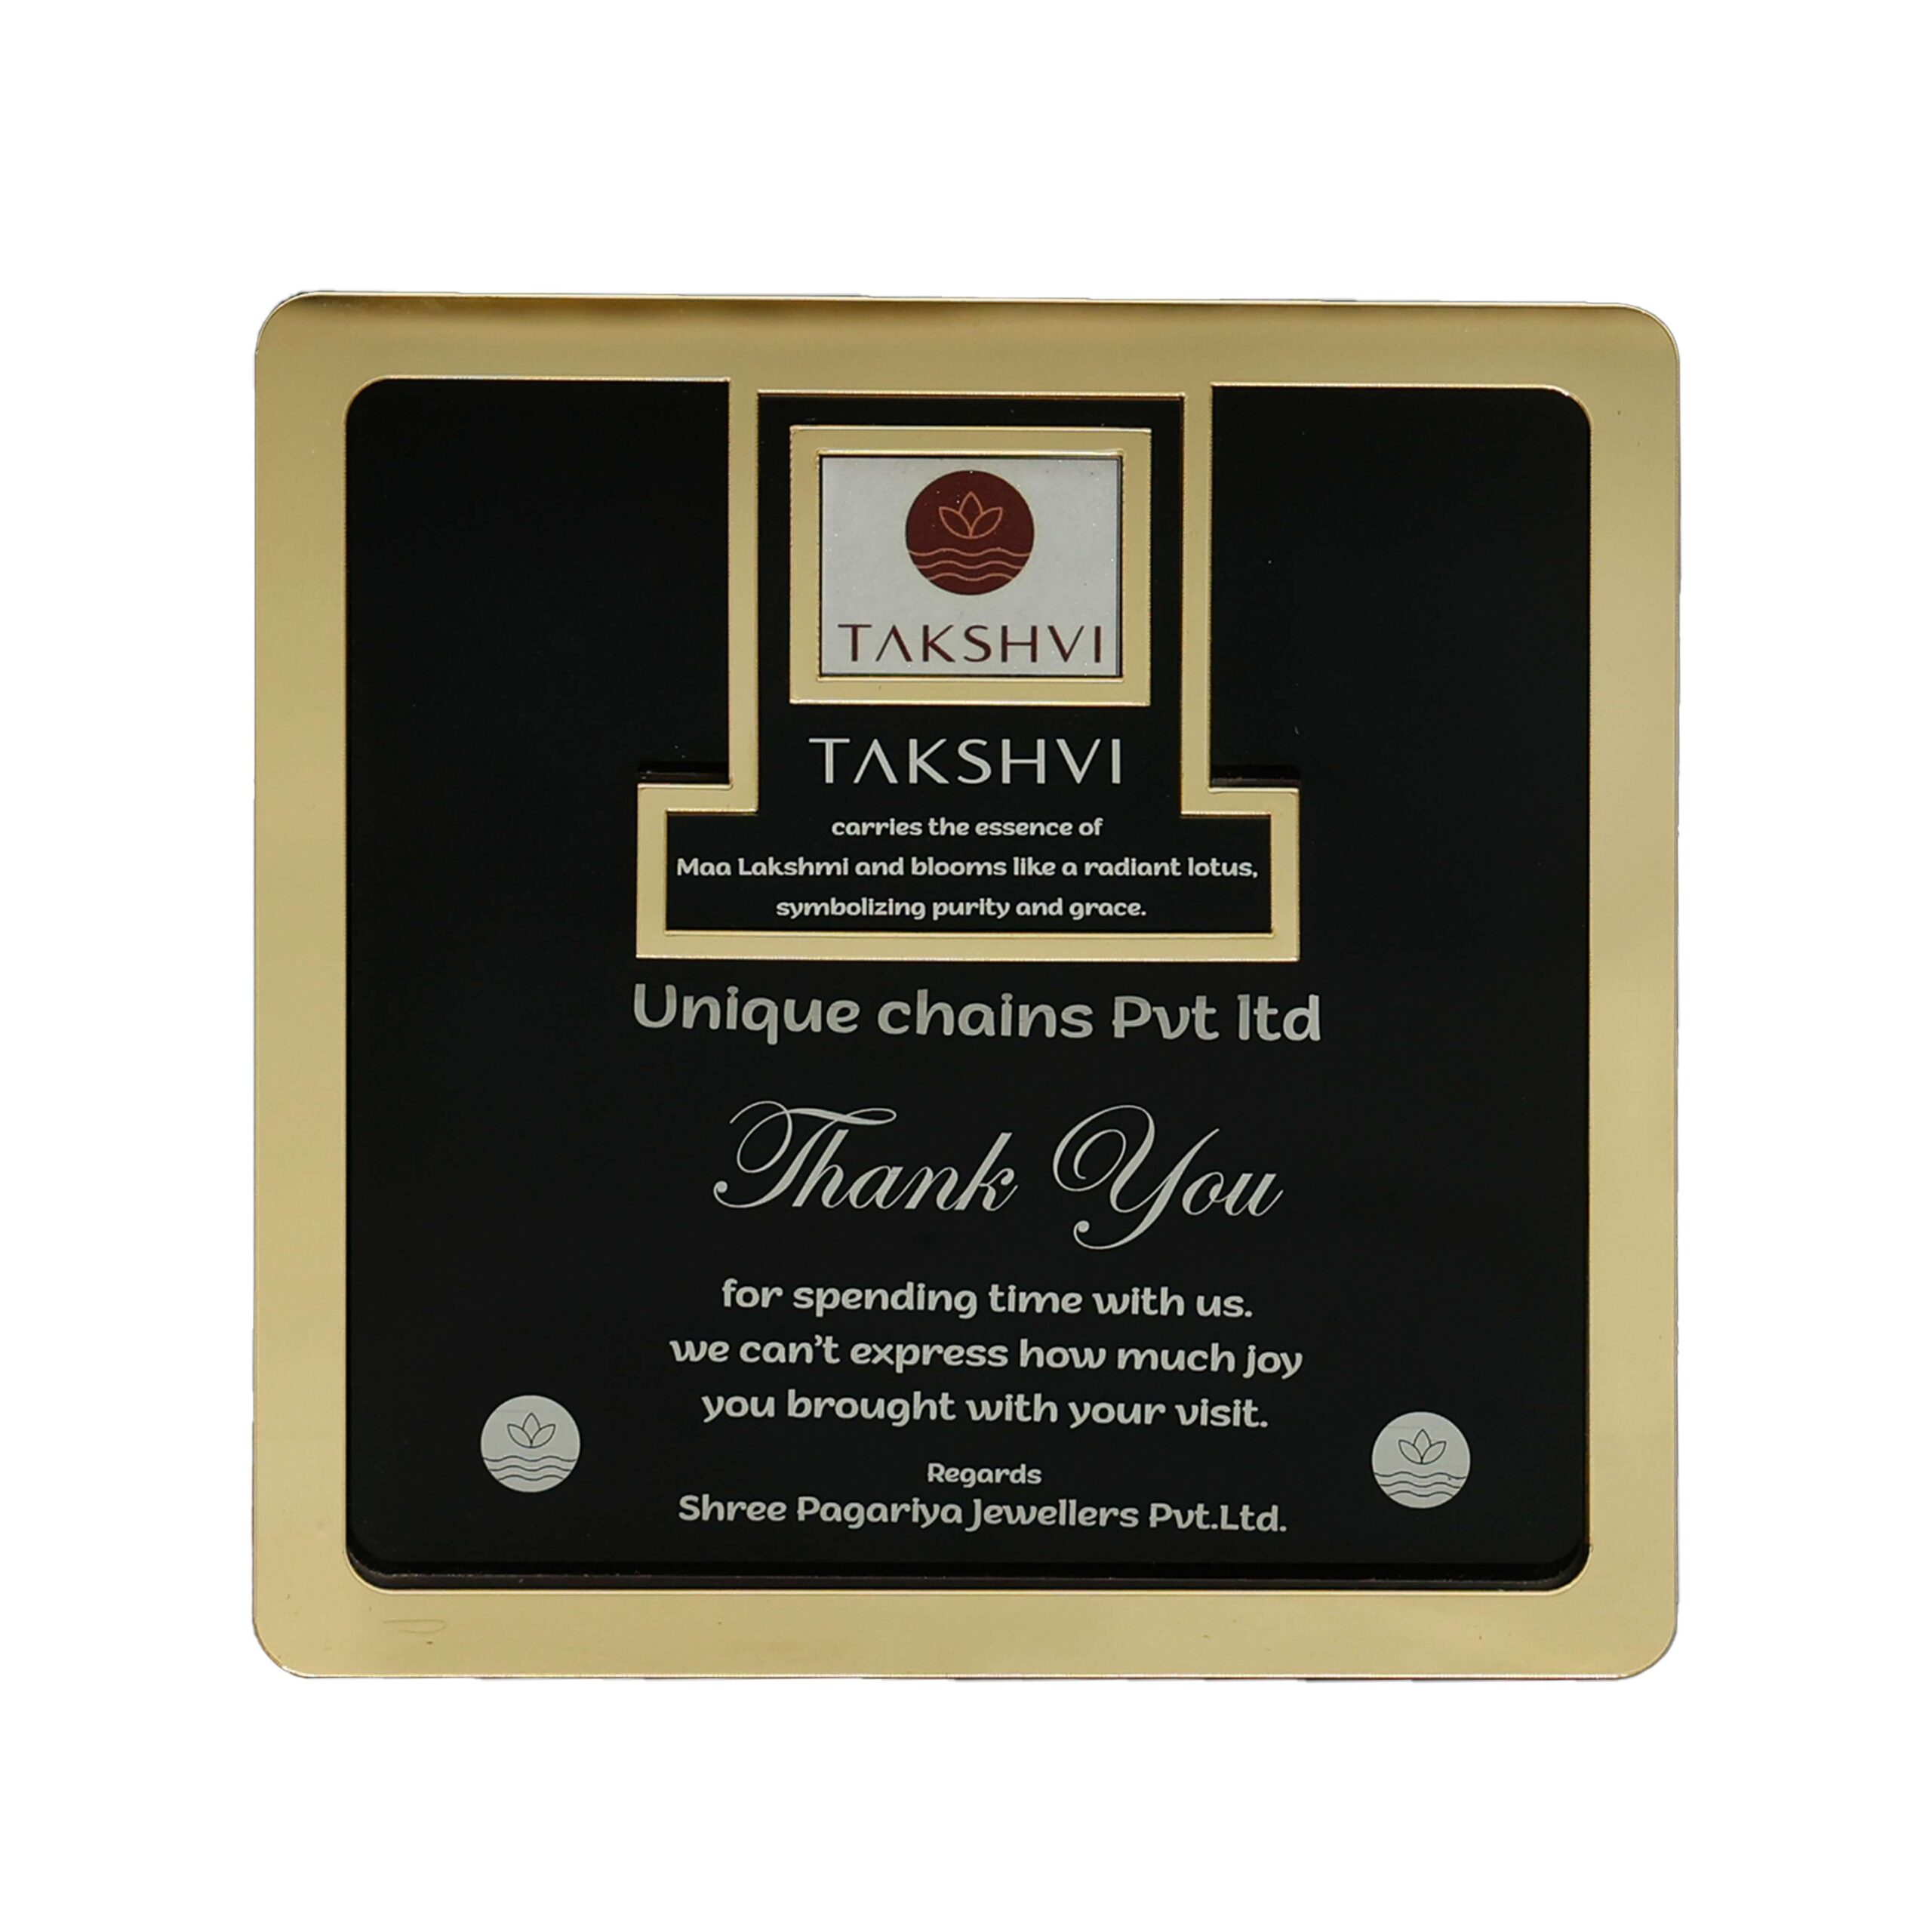 TAKSHVI
TAKSHVI
carries the essence of
Maa Lakshmi and blooms like a radiant lotus,
symbolizing purity and grace.
Unique chains Pvt ltd
Thank You
for spending time with us.
we can't express how much joy
you brought with your visit.
Regards
Shree Pagariya Jewellers Pvt.Ltd.